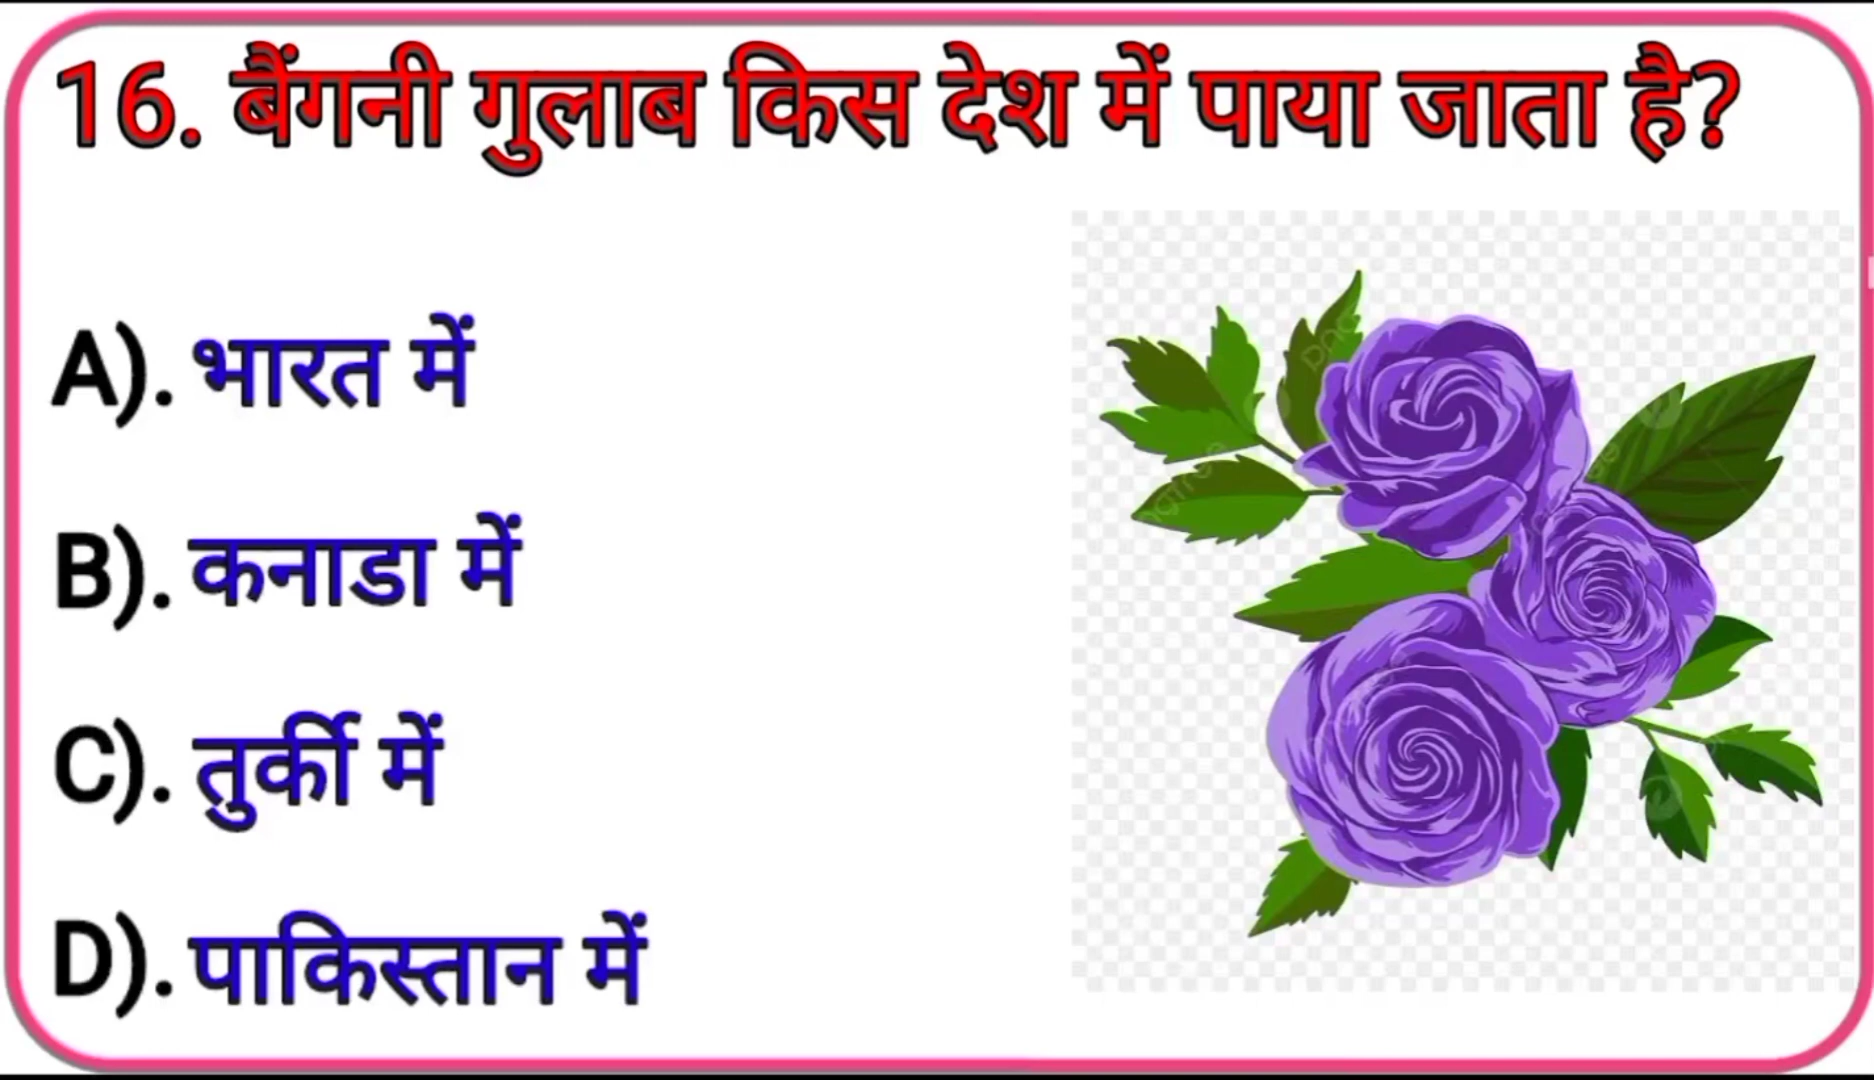 16. बैंगनी गुलाब किस देश में पाया जाता है?
A). भारत में
B). कनाडा में
C). तुर्की में
D). पाकिस्तान में